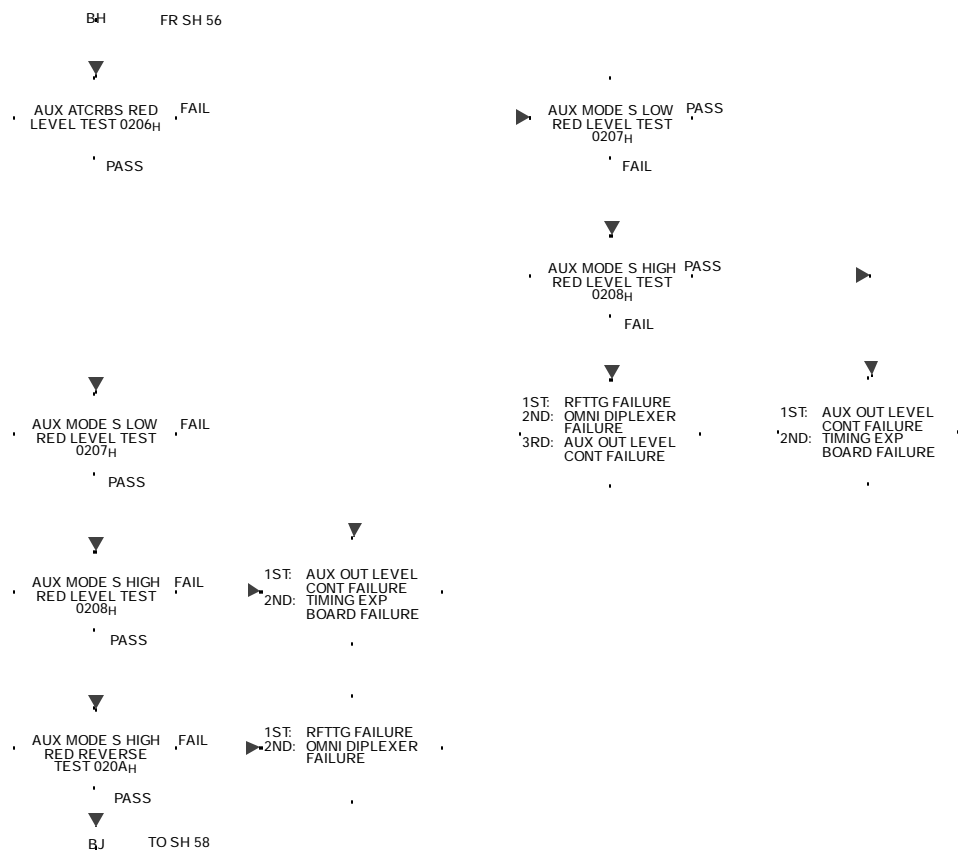 BH FR SH 56
AUX ATCRBS RED
LEVEL TEST 0206H
FAIL
PASS
AUX MODE S LOW
RED LEVEL TEST
0207H
PASS
FAIL
AUX MODE S HIGH
RED LEVEL TEST
0208H
PASS
FAIL
1ST: RFTTG FAILURE
2ND: OMNI DIPLEXER
FAILURE
3RD: AUX OUT LEVEL
CONT FAILURE
1ST: AUX OUT LEVEL
CONT FAILURE
2ND: TIMING EXP
BOARD FAILURE
AUX MODE S LOW
RED LEVEL TEST
0207H
FAIL
PASS
AUX MODE S HIGH
RED LEVEL TEST
0208H
FAIL
PASS
1ST: AUX OUT LEVEL
CONT FAILURE
2ND: TIMING EXP
BOARD FAILURE
AUX MODE S HIGH
RED REVERSE
TEST 020AH
FAIL
PASS
1ST: RFTTG FAILURE
2ND: OMNI DIPLEXER
FAILURE
BJ TO SH 58